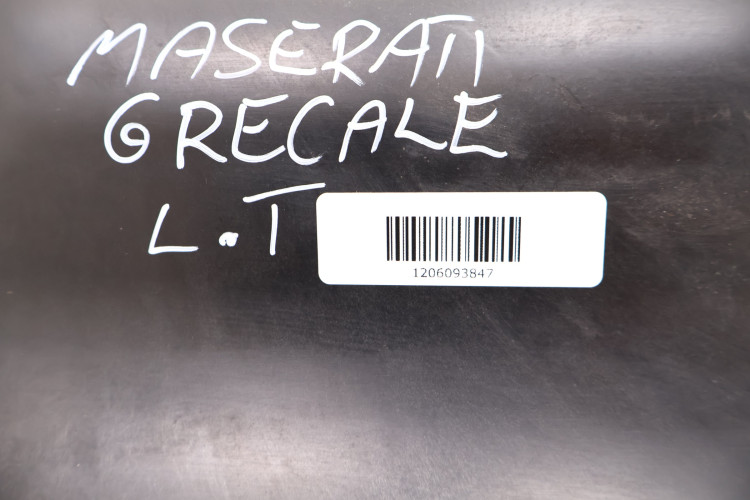 MASERATI
GRECALE
L.T
1206093847